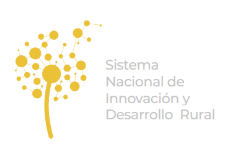 Sistema
Nacional de
Innovación y
Desarrollo Rural